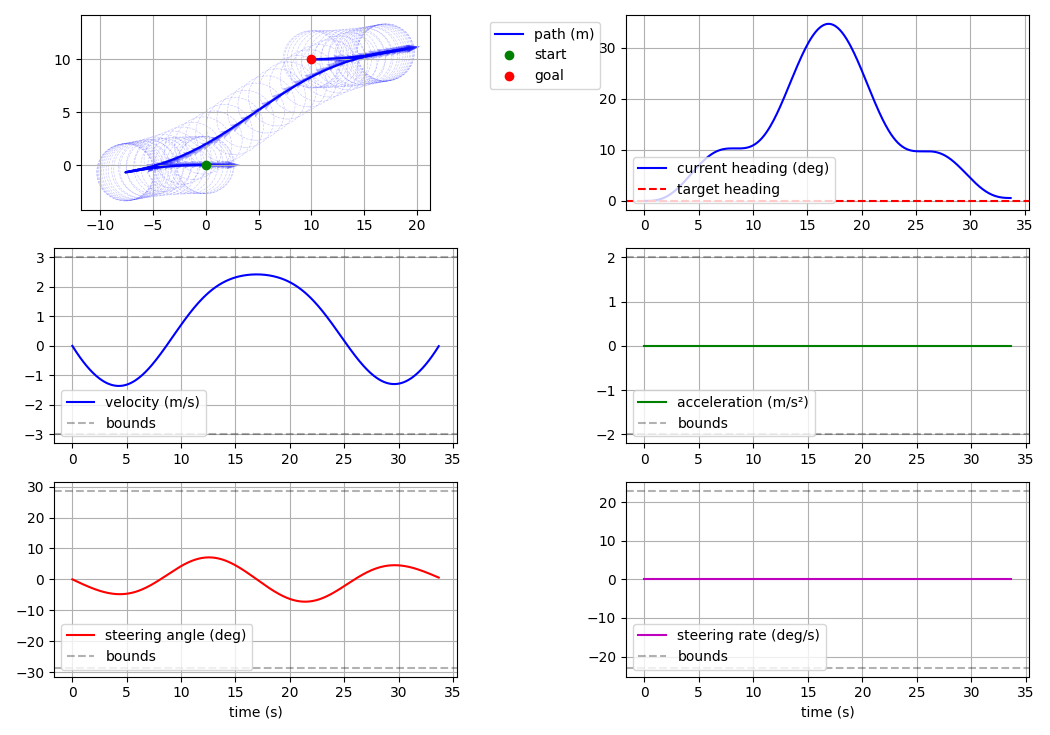 10
5
0
−10 −5 0 5 10 15 20
path (m)
start
goal
30
20
10
0
current heading (deg)
target heading
0 5 10 15 20 25 30 35
3
2
1
0
−1
−2
−3
velocity (m/s)
bounds
0 5 10 15 20 25 30 35
2
1
0
−1
−2
acceleration (m/s²)
bounds
0 5 10 15 20 25 30 35
30
20
10
0
−10
−20
−30
steering angle (deg)
bounds
0 5 10 15 20 25 30 35
time (s)
20
10
0
−10
−20
steering rate (deg/s)
bounds
0 5 10 15 20 25 30 35
time (s)